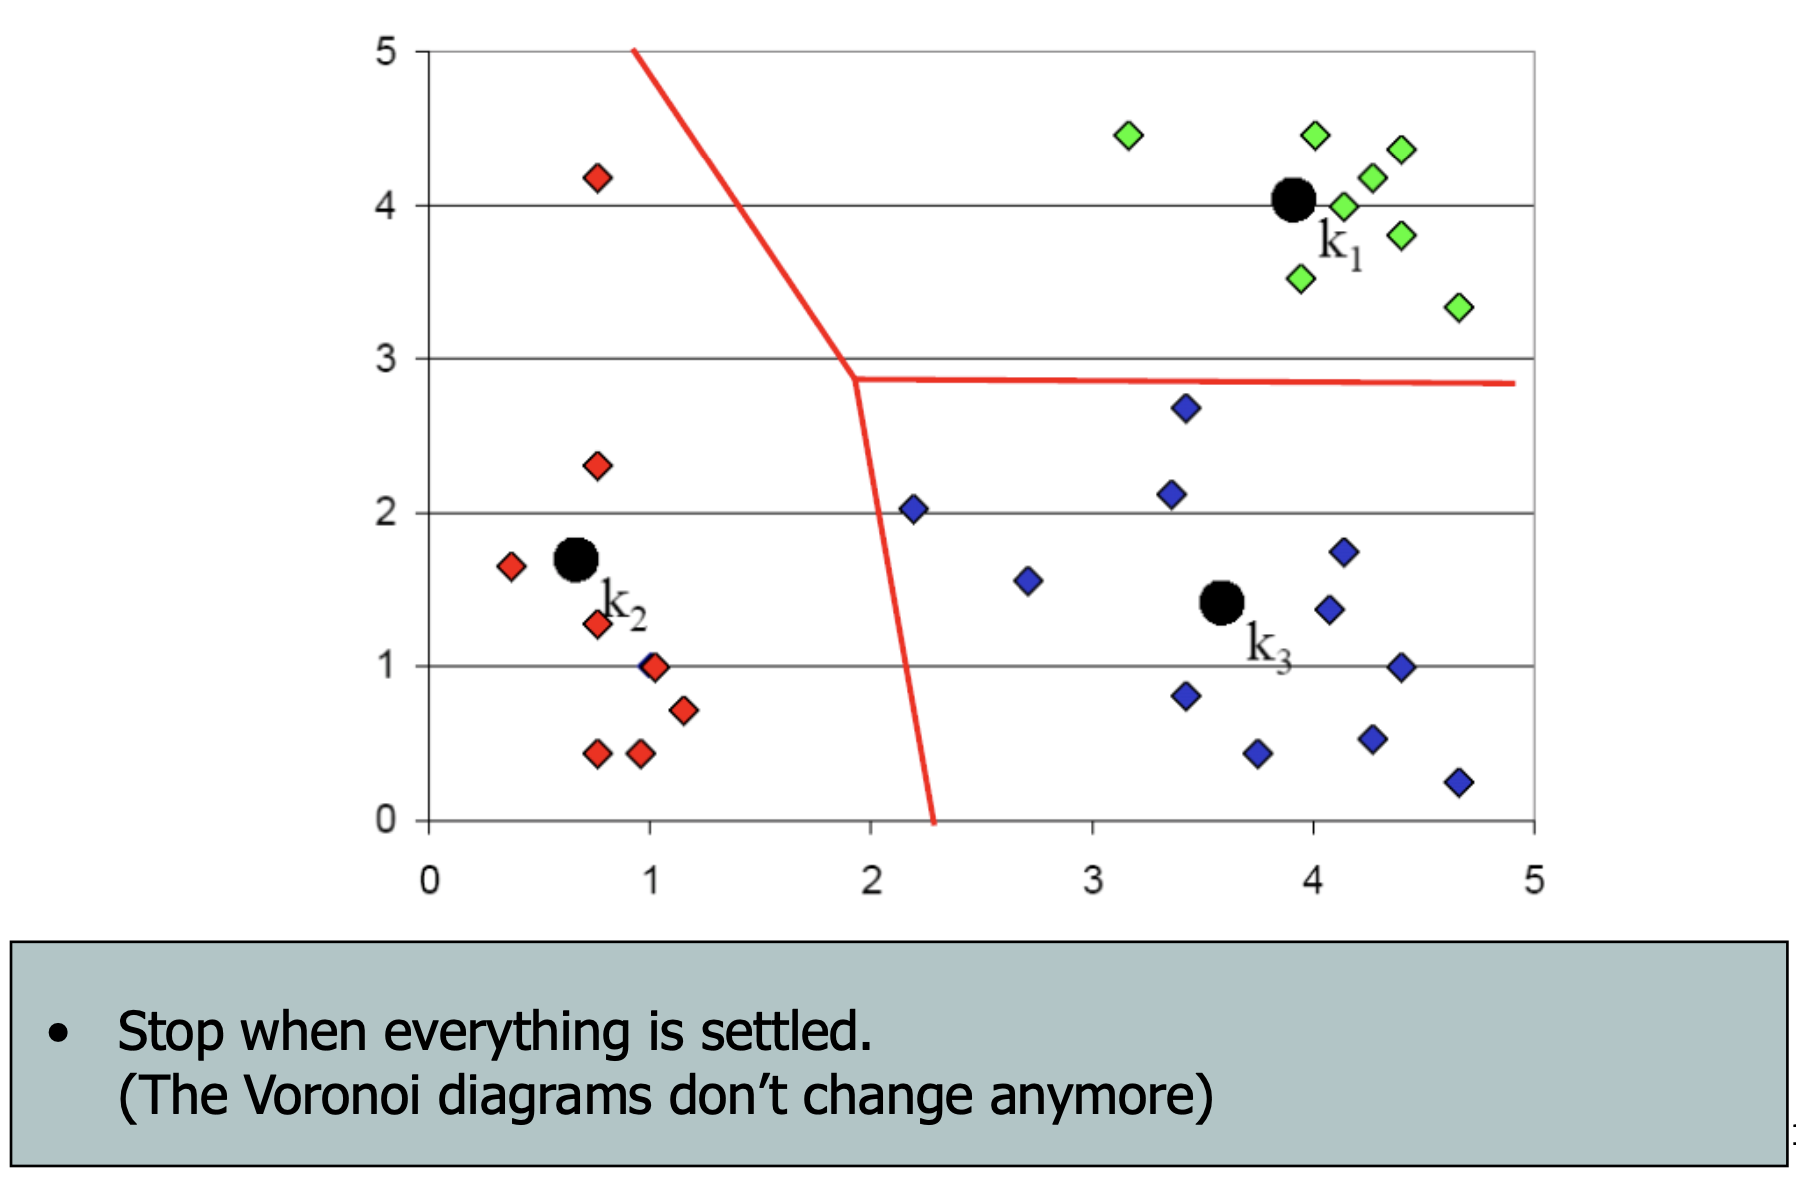 5
4
k₁
3
2
k₂
k₃
1
0
0 1 2 3 4 5
• Stop when everything is settled.
(The Voronoi diagrams don’t change anymore)